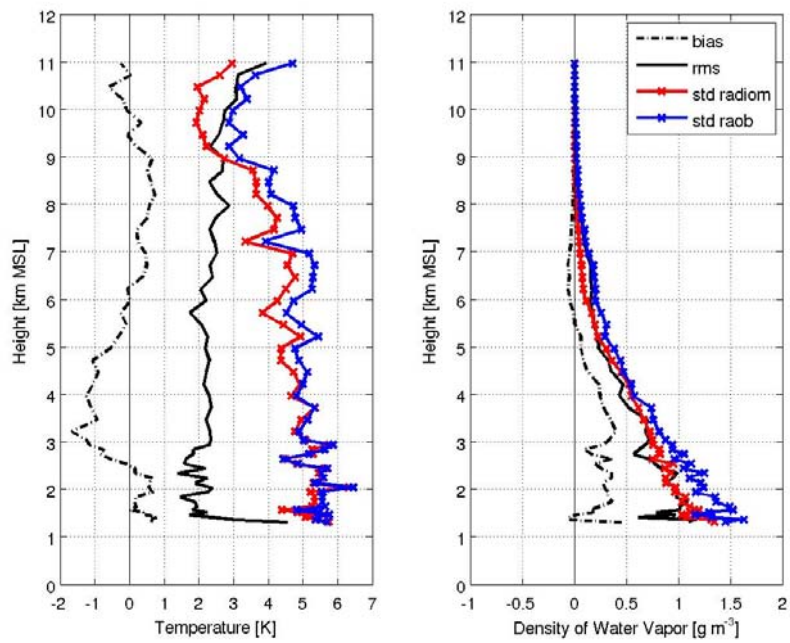 Height [km MSL]
12
11
10
9
8
7
6
5
4
3
2
1
0
-2 -1 0 1 2 3 4 5 6 7
Temperature [K]
Height [km MSL]
12
11
10
9
8
7
6
5
4
3
2
1
0
-1 -0.5 0 0.5 1 1.5 2
Density of Water Vapor [g m⁻³]
bias
rms
std radiom
std raob